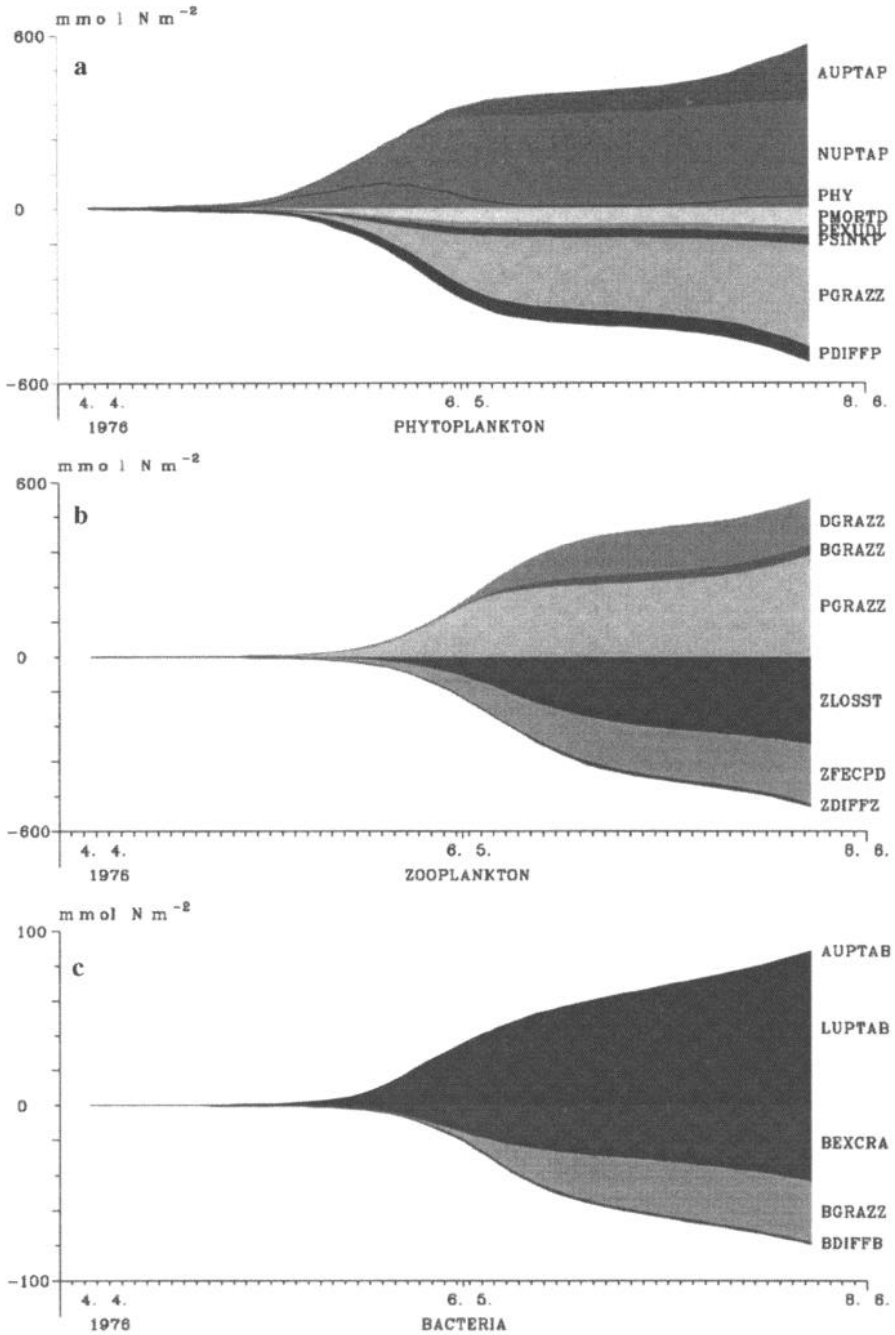 mmol N m⁻²
600
a
AUPTAP
NUPTAP
PHY
0
PMORTD
PEXUDL
PSINKP
PGRAZZ
PDIFFP
-600
4. 4. 6. 5. 8. 6.
1976 PHYTOPLANKTON
mmol N m⁻²
600
b
DGRAZZ
BGRAZZ
PGRAZZ
0
ZLOSST
ZFECPD
ZDIFFZ
-600
4. 4. 6. 5. 8. 6.
1976 ZOOPLANKTON
mmol N m⁻²
100
c
AUPTAB
LUPTAB
0
BEXCRA
BGRAZZ
BDIFFB
-100
4. 4. 6. 5. 8. 6.
1976 BACTERIA